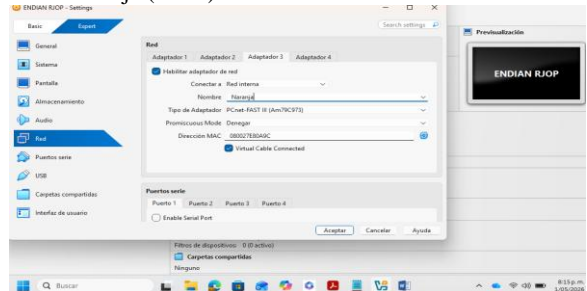 ENDIAN RJOP - Settings
Basic Expert
Search settings
General
Sistema
Pantalla
Almacenamiento
Audio
Red
Puertos serie
USB
Carpetas compartidas
Interfaz de usuario
Red
Adaptador 1 Adaptador 2 Adaptador 3 Adaptador 4
Habilitar adaptador de red
Conectar a Red interna
Nombre Naranja
Tipo de Adaptador PCnet-FAST III (Am79C973)
Promiscuous Mode Denegar
Dirección MAC 080027E80A9C
Virtual Cable Connected
Puertos serie
Puerto 1 Puerto 2 Puerto 3 Puerto 4
Enable Serial Port
Aceptar Cancelar Ayuda
Previsualización
ENDIAN RJOP
Filtros de dispositivos: 0 (0 activo)
Carpetas compartidas
Ninguno
Buscar
8:15 p.m.
1/05/2026